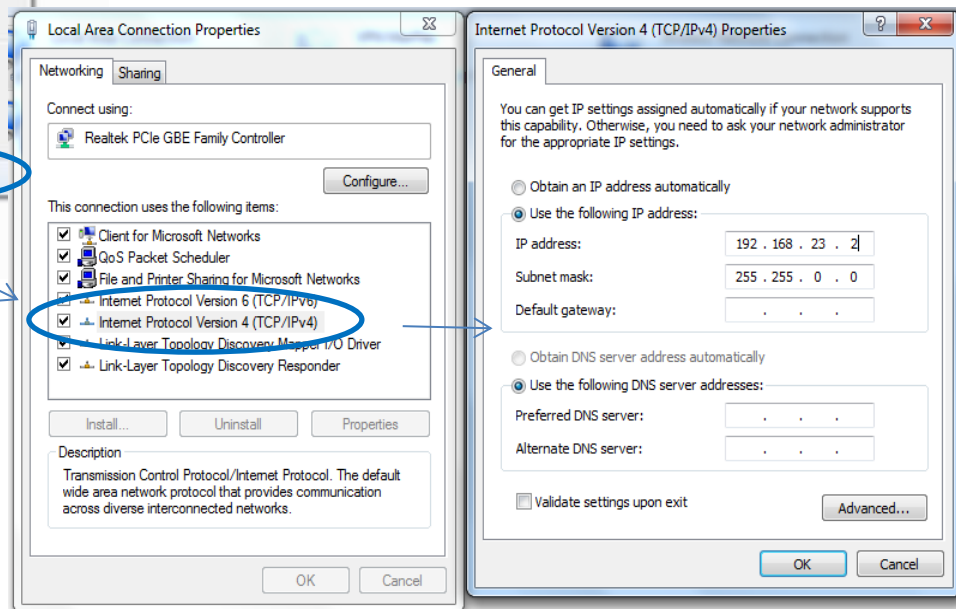 Local Area Connection Properties
Networking
Sharing
Connect using:
Realtek PCIe GBE Family Controller
Configure...
This connection uses the following items:
Client for Microsoft Networks
QoS Packet Scheduler
File and Printer Sharing for Microsoft Networks
Internet Protocol Version 6 (TCP/IPv6)
Internet Protocol Version 4 (TCP/IPv4)
Link-Layer Topology Discovery Mapper I/O Driver
Link-Layer Topology Discovery Responder
Install...
Uninstall
Properties
Description
Transmission Control Protocol/Internet Protocol. The default
wide area network protocol that provides communication
across diverse interconnected networks.
OK
Cancel
Internet Protocol Version 4 (TCP/IPv4) Properties
General
You can get IP settings assigned automatically if your network supports
this capability. Otherwise, you need to ask your network administrator
for the appropriate IP settings.
Obtain an IP address automatically
Use the following IP address:
IP address: 192 . 168 . 23 . 2
Subnet mask: 255 . 255 . 0 . 0
Default gateway: . . .
Obtain DNS server address automatically
Use the following DNS server addresses:
Preferred DNS server: . . .
Alternate DNS server: . . .
Validate settings upon exit
Advanced...
OK
Cancel